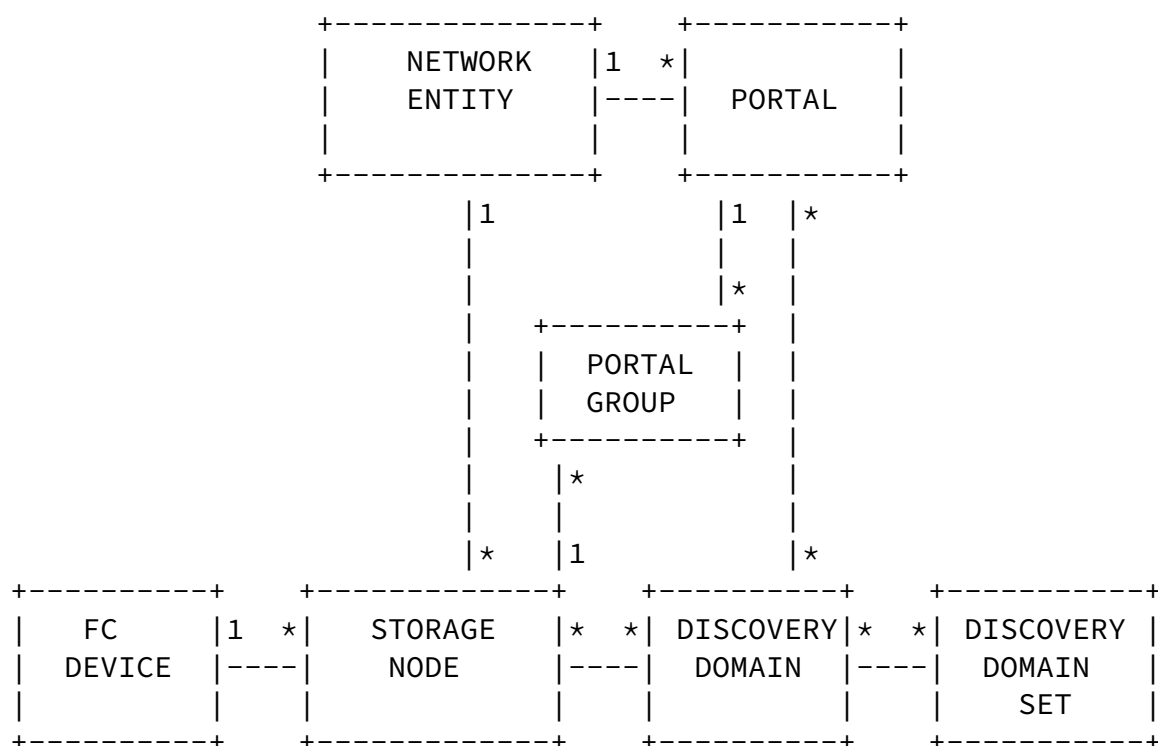 +--------------+ +-----------+
| NETWORK |1 *| |
| ENTITY |----| PORTAL |
| | | |
+--------------+ +-----------+
|1 |1 |*
| | |
| |* |
| +-----------+ |
| | PORTAL | |
| | GROUP | |
| +-----------+ |
| |* |
| | |
|* |1 |*
+-----------+ +--------------+ +-----------+ +------------+
| FC |1 *| STORAGE |* *| DISCOVERY|* *| DISCOVERY |
| DEVICE |----| NODE |----| DOMAIN |----| DOMAIN |
| | | | | | | SET |
+-----------+ +--------------+ +-----------+ +------------+